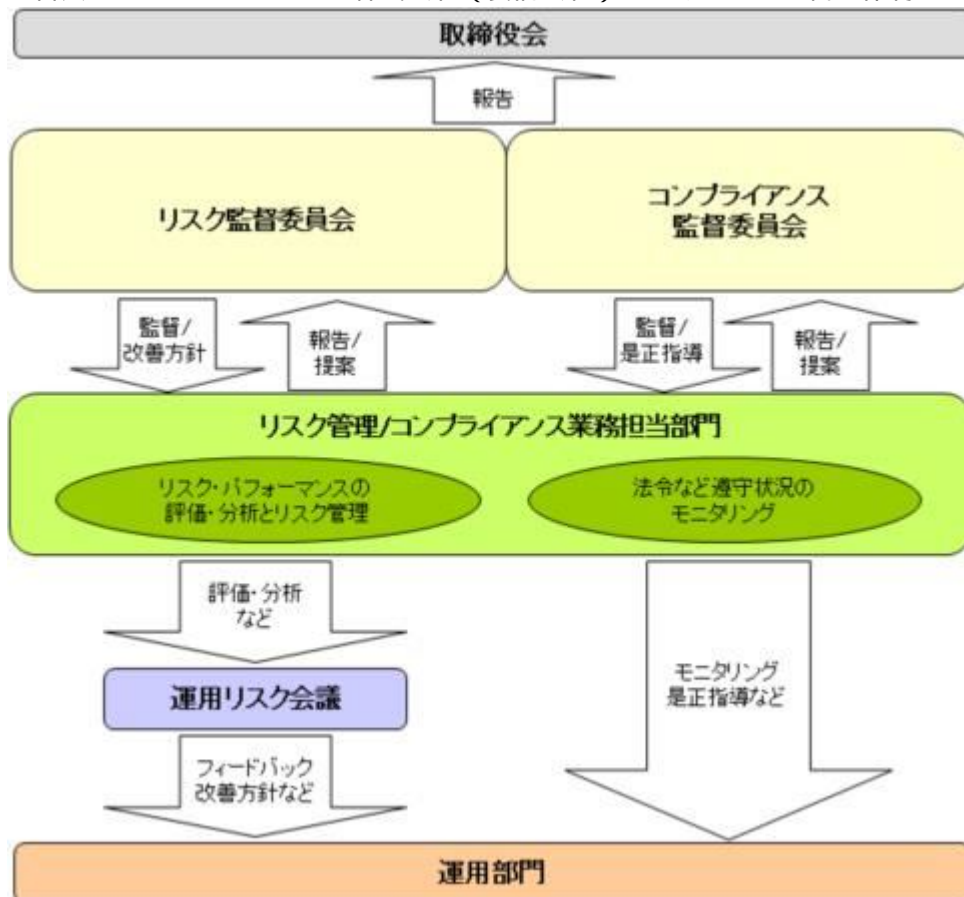 取締役会
報告
リスク監督委員会
コンプライアンス
監督委員会
監督/
改善方針
報告/
提案
監督/
是正指導
報告/
提案
リスク管理/コンプライアンス業務担当部門
リスク・パフォーマンスの
評価・分析とリスク管理
法令など遵守状況の
モニタリング
評価・分析
など
運用リスク会議
モニタリング
是正指導など
フィードバック
改善方針など
運用部門